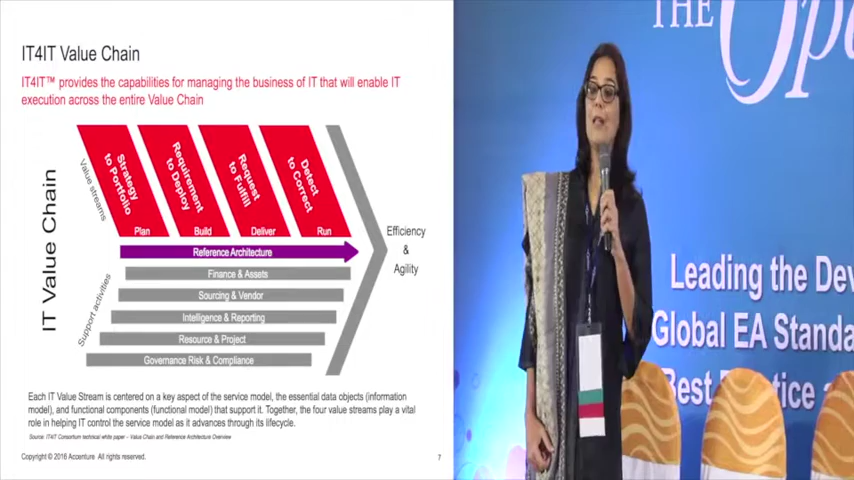 IT4IT Value Chain
IT4IT™ provides the capabilities for managing the business of IT that will enable IT
execution across the entire Value Chain
IT Value Chain
Value streams
Support activities
Strategy
to Portfolio
Plan
Requirement
to Deploy
Build
Request
to Fulfill
Deliver
Detect
to Correct
Run
Reference Architecture
Finance & Assets
Sourcing & Vendor
Intelligence & Reporting
Resource & Project
Governance Risk & Compliance
Efficiency
&
Agility
Each IT Value Stream is centered on a key aspect of the service model, the essential data objects (information
model), and functional components (functional model) that support it. Together, the four value streams play a vital
role in helping IT control the service model as it advances through its lifecycle.
Source: IT4IT Consortium technical white paper – Value Chain and Reference Architecture Overview
Copyright © 2016 Accenture All rights reserved.
7
THE
Ope
Leading the Dev
Global EA Standa
Best